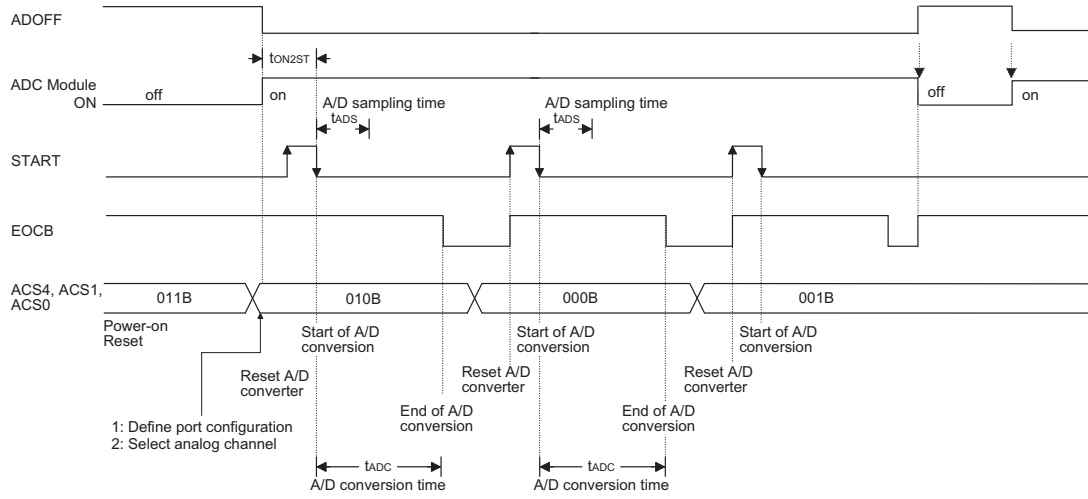 ADOFF
tON2ST
ADC Module
ON
off
on
off
on
A/D sampling time
tADS
A/D sampling time
tADS
START
EOCB
ACS4, ACS1,
ACS0
011B
010B
000B
001B
Power-on
Reset
Start of A/D
conversion
Start of A/D
conversion
Start of A/D
conversion
Reset A/D
converter
Reset A/D
converter
Reset A/D
converter
End of A/D
conversion
End of A/D
conversion
1: Define port configuration
2: Select analog channel
tADC
A/D conversion time
tADC
A/D conversion time